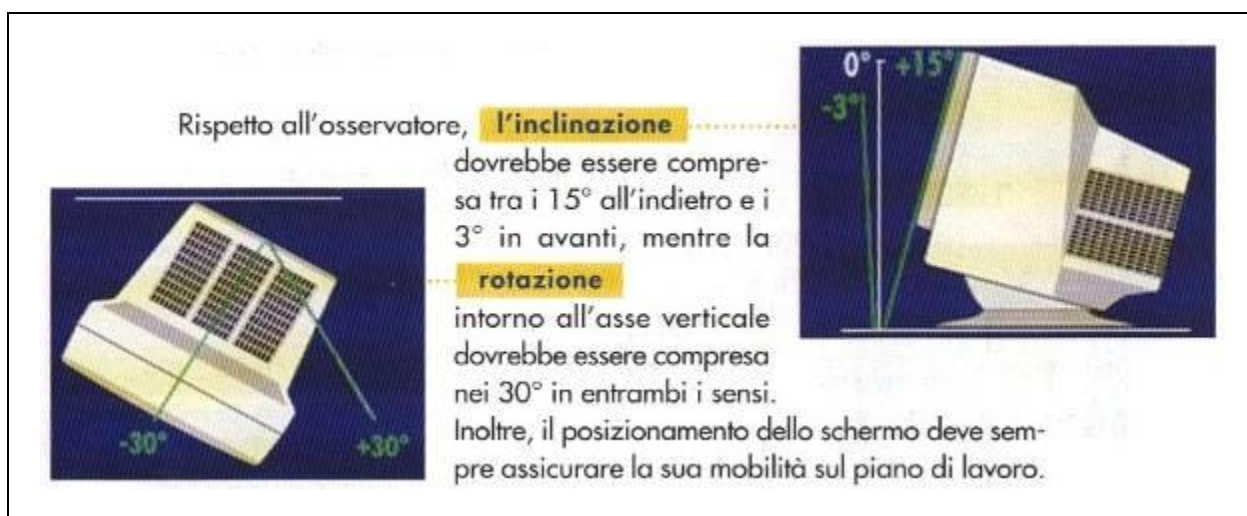 Rispetto all'osservatore, l'inclinazione
dovrebbe essere compre-
sa tra i 15° all'indietro e i
3° in avanti, mentre la
rotazione
intorno all'asse verticale
dovrebbe essere compresa
nei 30° in entrambi i sensi.
Inoltre, il posizionamento dello schermo deve sem-
pre assicurare la sua mobilità sul piano di lavoro.
0° +15°
-3°
-30° +30°